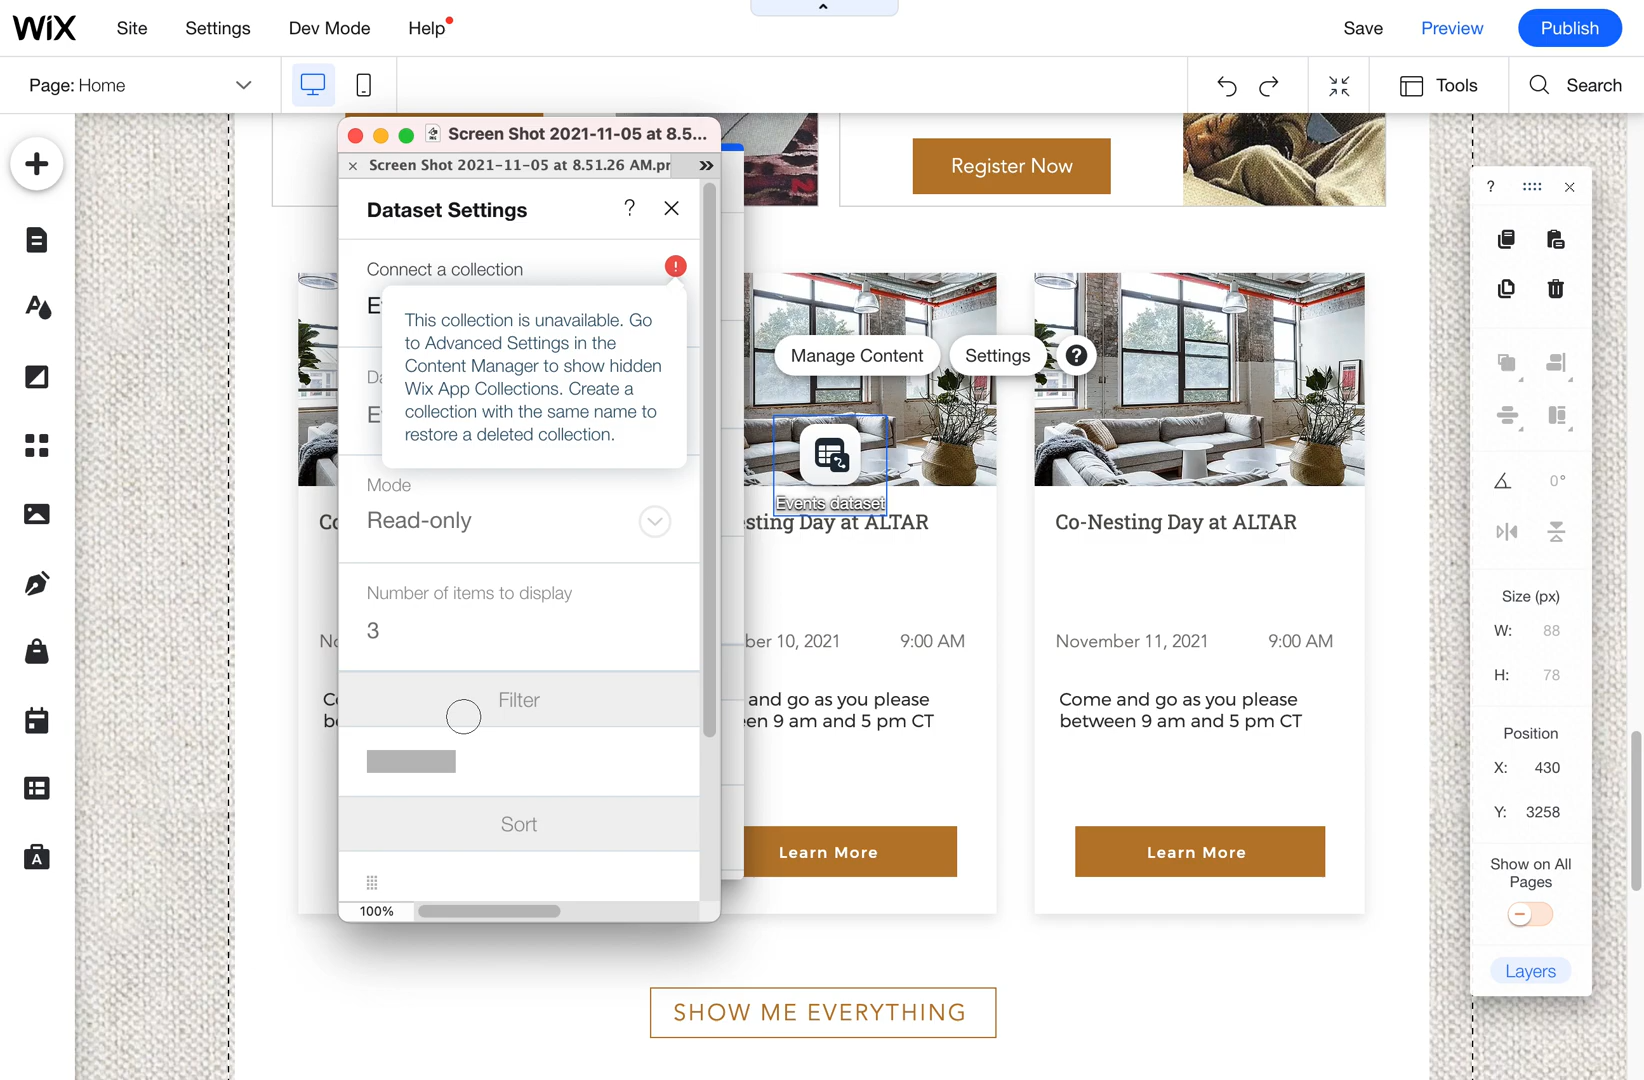 WiX
Site
Settings
Dev Mode
Help
Save
Preview
Publish
Page: Home
Tools
Search
Screen Shot 2021-11-05 at 8.5...
Screen Shot 2021-11-05 at 8.51.26 AM.pr
Register Now
Dataset Settings
Connect a collection
This collection is unavailable. Go
to Advanced Settings in the
Content Manager to show hidden
Wix App Collections. Create a
collection with the same name to
restore a deleted collection.
Mode
Read-only
Number of items to display
3
Filter
Sort
100%
Manage Content
Settings
?
Events dataset
sting Day at ALTAR
Co-Nesting Day at ALTAR
ber 10, 2021
9:00 AM
November 11, 2021
9:00 AM
and go as you please
en 9 am and 5 pm CT
Come and go as you please
between 9 am and 5 pm CT
Learn More
Learn More
SHOW ME EVERYTHING
?
0°
Size (px)
W: 88
H: 78
Position
X: 430
Y: 3258
Show on All
Pages
Layers